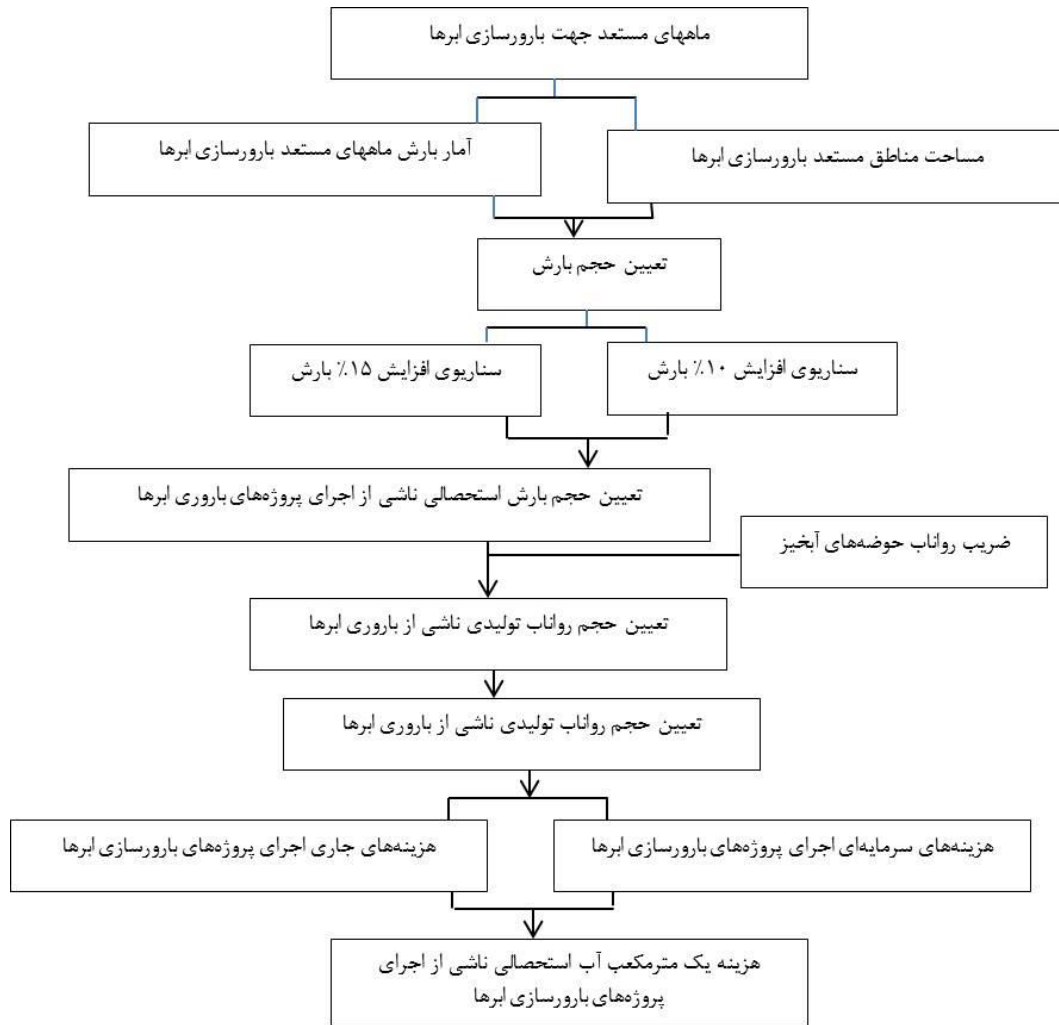 ماههای مستعد جهت بارورسازی ابرها
مساحت مناطق مستعد بارورسازی ابرها
آمار بارش ماههای مستعد بارورسازی ابرها
تعیین حجم بارش
سناریوی افزایش ۱۰٪ بارش
سناریوی افزایش ۱۵٪ بارش
تعیین حجم بارش استحصالی ناشی از اجرای پروژه‌های باروری ابرها
ضریب رواناب حوضه‌های آبخیز
تعیین حجم رواناب تولیدی ناشی از باروری ابرها
تعیین حجم رواناب تولیدی ناشی از باروری ابرها
هزینه‌های سرمایه‌ای اجرای پروژه‌های بارورسازی ابرها
هزینه‌های جاری اجرای پروژه‌های بارورسازی ابرها
هزینه یک مترمکعب آب استحصالی ناشی از اجرای
پروژه‌های بارورسازی ابرها